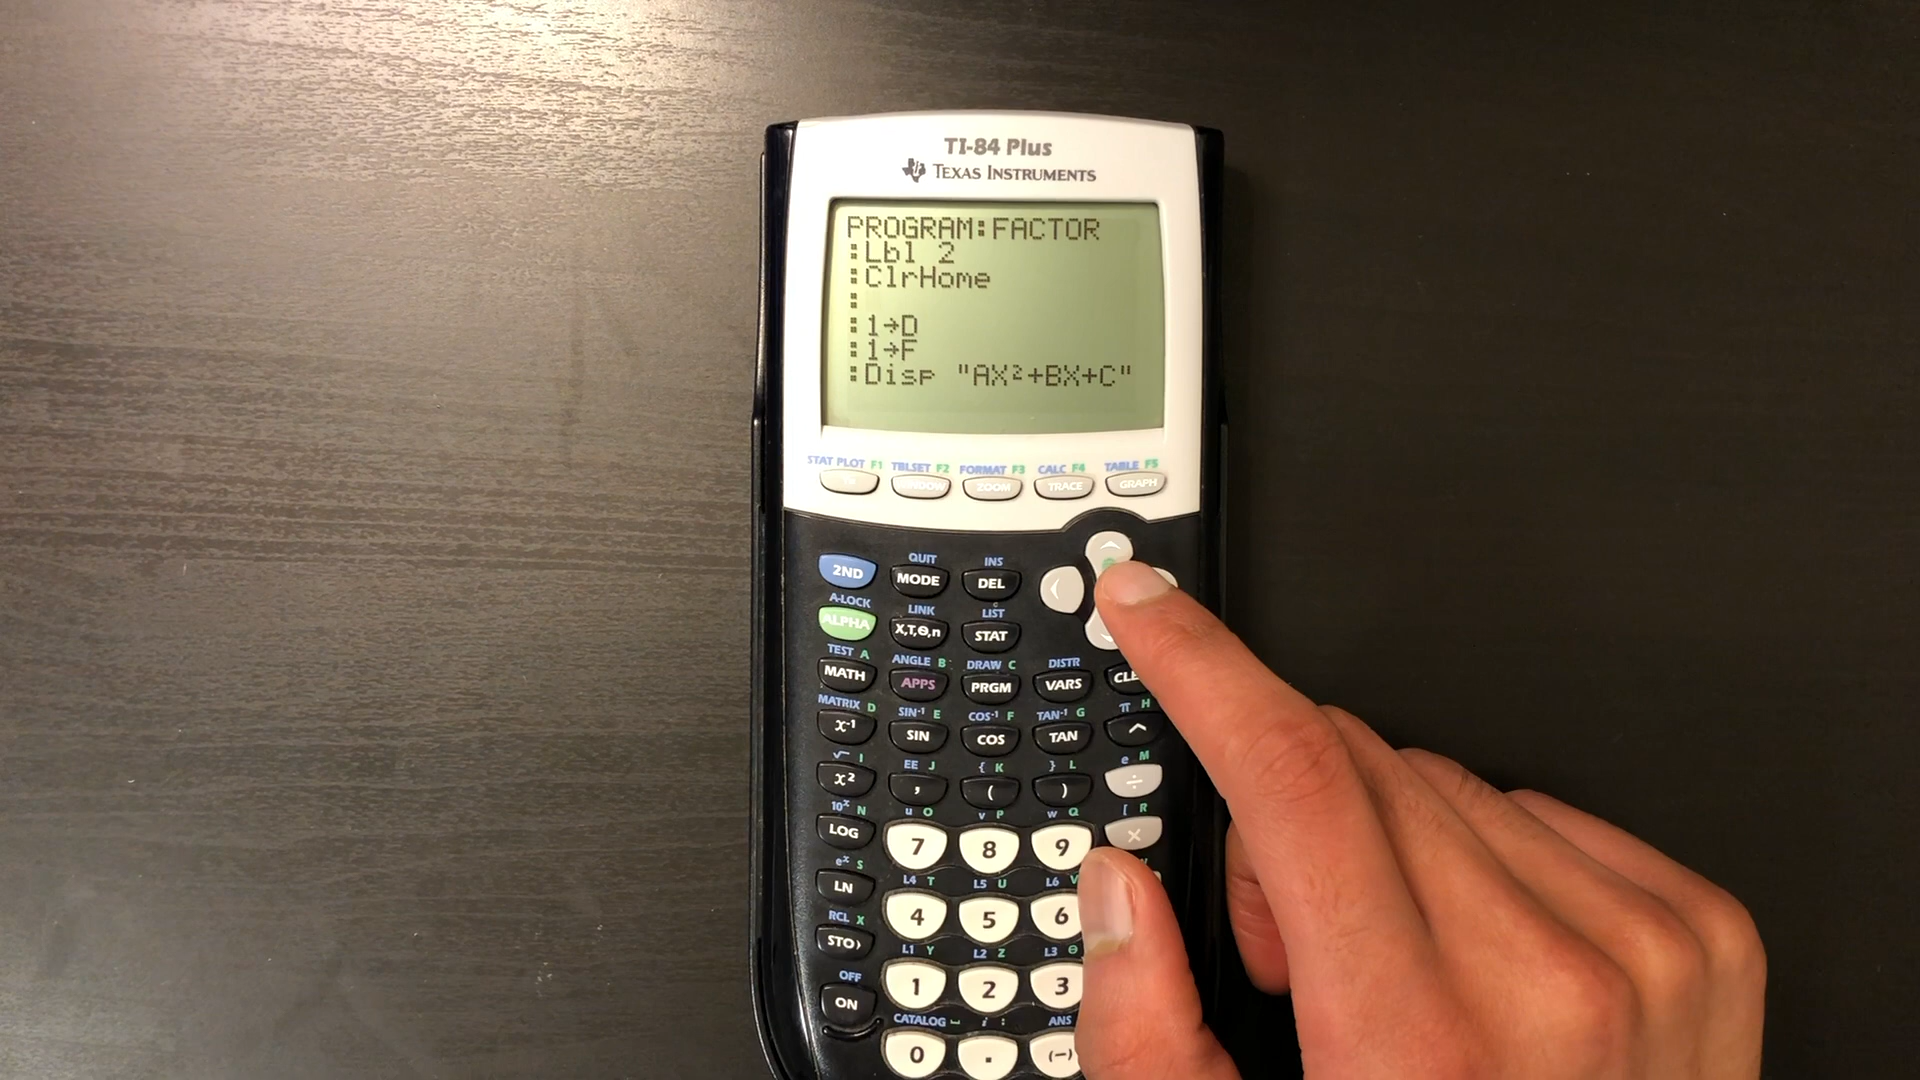 TI-84 Plus
TEXAS INSTRUMENTS
PROGRAM:FACTOR
:Lbl 2
:ClrHome
:
:1→D
:1→F
:Disp "AX²+BX+C"
STAT PLOT F1 TBLSET F2 FORMAT F3 CALC F4 TABLE F5
WINDOW ZOOM TRACE GRAPH
QUIT INS
2ND MODE DEL
A-LOCK LINK LIST
ALPHA X,T,Θ,n STAT
TEST A ANGLE B DRAW C DISTR
MATH APPS PRGM VARS
MATRIX D SIN⁻¹ E COS⁻¹ F TAN⁻¹ G π H
x⁻¹ SIN COS TAN ^
√ I EE J { K } L e M
x² , ( ) ÷
10ˣ N u O v P w Q [ R
LOG 7 8 9 ×
eˣ S L4 T L5 U L6 V
LN 4 5 6
RCL X L1 Y L2 Z L3 θ
STO› 1 2 3
OFF
ON
CATALOG ⎵ i : ANS
0 . (−)